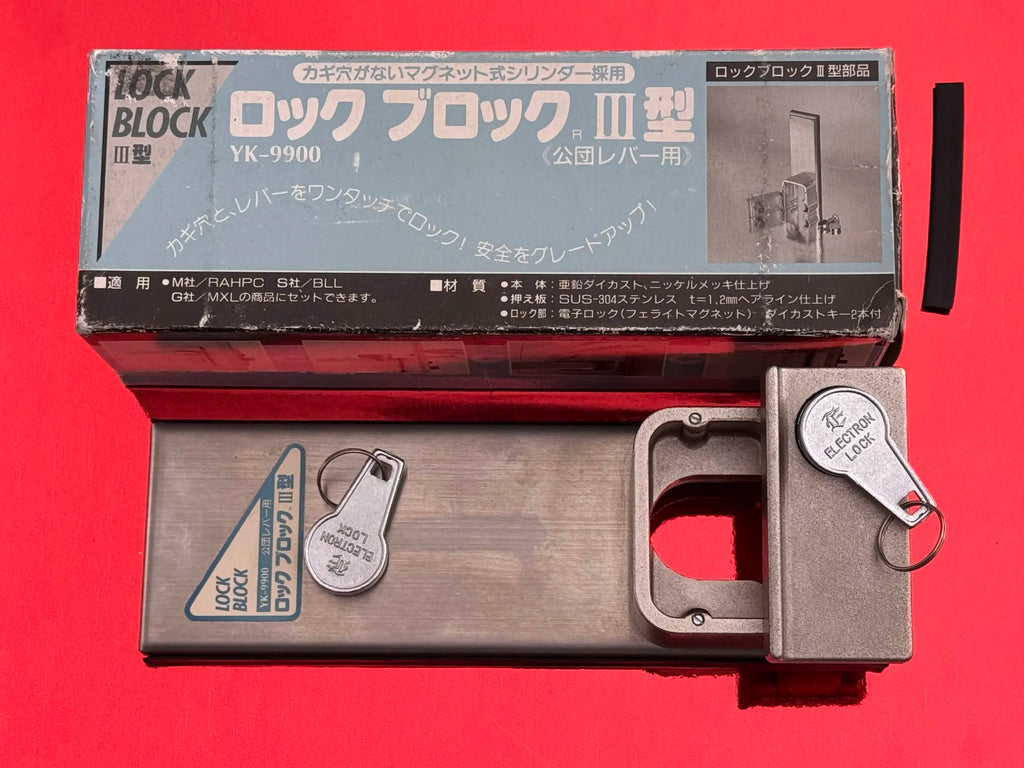 LOCK
BLOCK
III型
カギ穴がないマグネット式シリンダー採用
ロック ブロックR III型
YK-9900
《公団レバー用》
カギ穴と、レバーをワンタッチでロック! 安全をグレードアップ!
ロックブロックIII型部品
■適 用 ●M社/RAHPC S社/BLL
G社/MXLの商品にセットできます。
■材 質 ●本 体:亜鉛ダイカスト、ニッケルメッキ仕上げ
●押え板:SUS-304ステンレス t=1.2mmヘアライン仕上げ
●ロック部:電子ロック(フェライトマグネット) ダイカストキー2本付
LOCK
BLOCK
YK-9900 公団レバー用
ロック ブロック III型
ELECTRON
LOCK
ELECTRON
LOCK